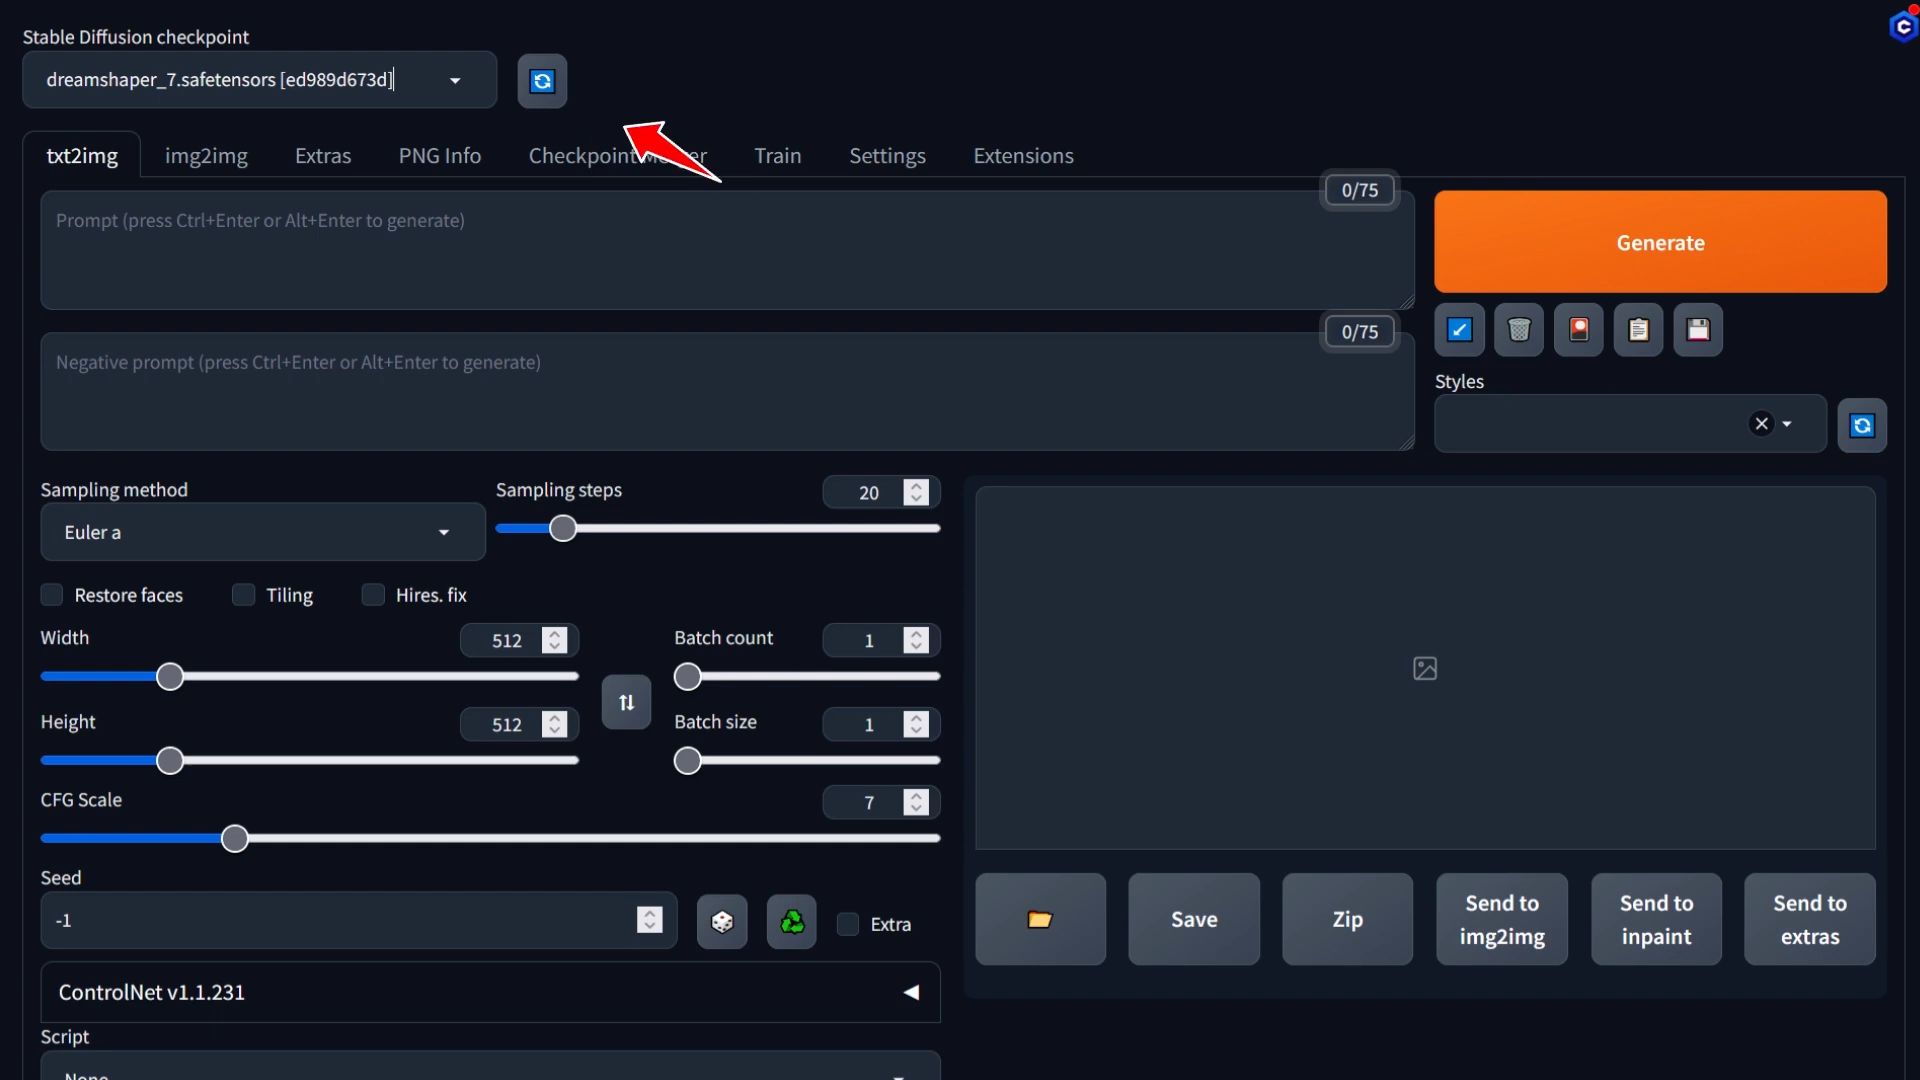 Stable Diffusion checkpoint
dreamshaper_7.safetensors [ed989d673d]
txt2img img2img Extras PNG Info Checkpoint Merger Train Settings Extensions
0/75
Prompt (press Ctrl+Enter or Alt+Enter to generate)
Generate
0/75
Negative prompt (press Ctrl+Enter or Alt+Enter to generate)
Styles
Sampling method
Euler a
Sampling steps
20
Restore faces Tiling Hires. fix
Width
512
Batch count
1
Height
512
Batch size
1
CFG Scale
7
Seed
-1
Extra
Save
Zip
Send to
img2img
Send to
inpaint
Send to
extras
ControlNet v1.1.231
Script
None